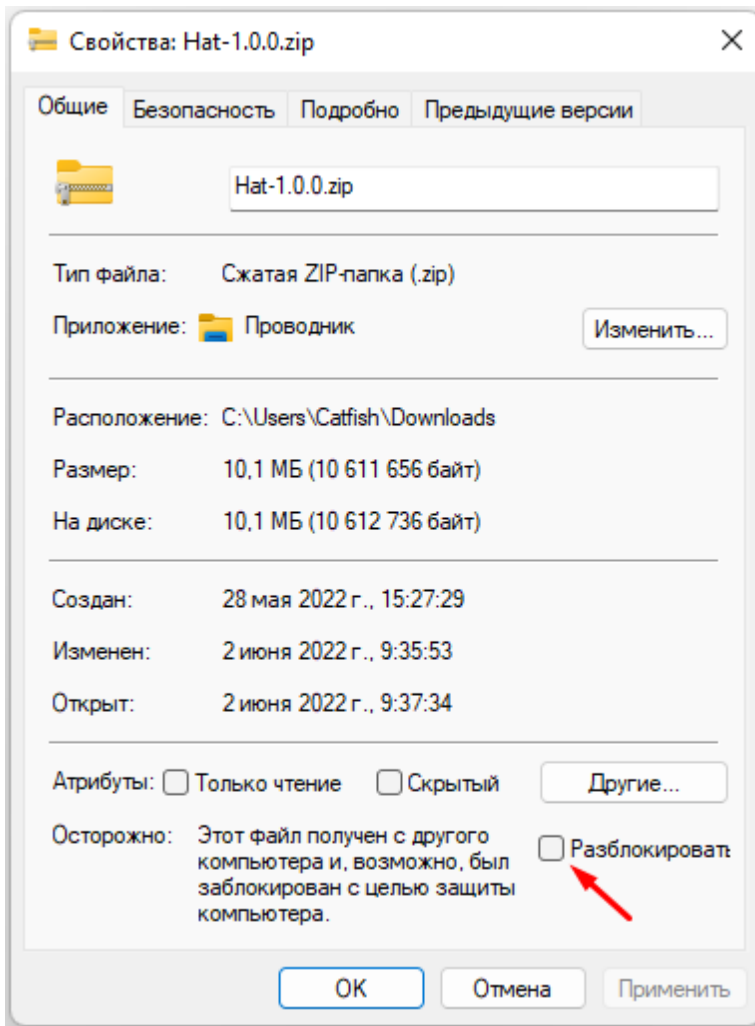 Свойства: Hat-1.0.0.zip
Общие Безопасность Подробно Предыдущие версии
Hat-1.0.0.zip
Тип файла: Сжатая ZIP-папка (.zip)
Приложение: Проводник Изменить...
Расположение: C:\Users\Catfish\Downloads
Размер: 10,1 МБ (10 611 656 байт)
На диске: 10,1 МБ (10 612 736 байт)
Создан: 28 мая 2022 г., 15:27:29
Изменен: 2 июня 2022 г., 9:35:53
Открыт: 2 июня 2022 г., 9:37:34
Атрибуты: Только чтение Скрытый Другие...
Осторожно: Этот файл получен с другого
компьютера и, возможно, был
заблокирован с целью защиты
компьютера.
Разблокировать
OK Отмена Применить